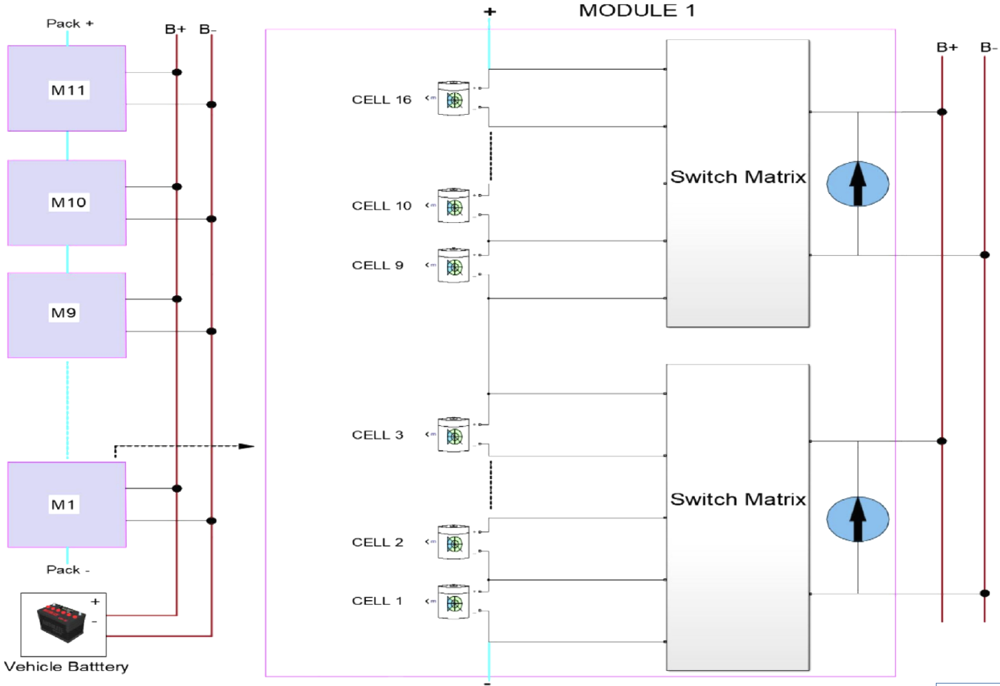 Pack +
B+
B-
M11
M10
M9
M1
Pack -
+
-
Vehicle Batttery
MODULE 1
+
CELL 16
CELL 10
CELL 9
CELL 3
CELL 2
CELL 1
-
Switch Matrix
Switch Matrix
B+
B-